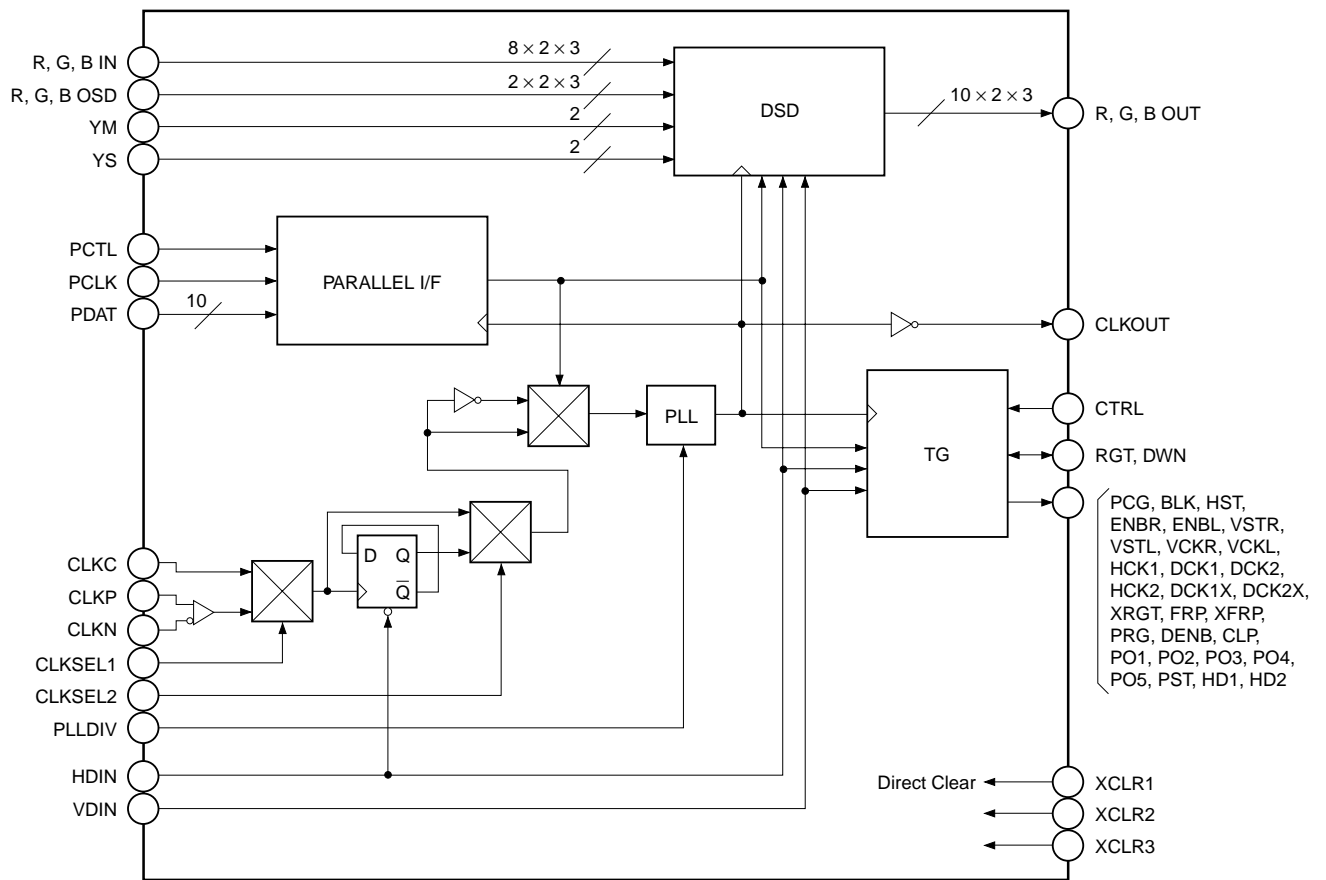 R, G, B IN
8 × 2 × 3
R, G, B OSD
2 × 2 × 3
YM
2
YS
2
DSD
10 × 2 × 3
R, G, B OUT
PCTL
PCLK
PDAT
10
PARALLEL I/F
CLKOUT
PLL
TG
CTRL
RGT, DWN
PCG, BLK, HST,
ENBR, ENBL, VSTR,
VSTL, VCKR, VCKL,
HCK1, DCK1, DCK2,
HCK2, DCK1X, DCK2X,
XRGT, FRP, XFRP,
PRG, DENB, CLP,
PO1, PO2, PO3, PO4,
PO5, PST, HD1, HD2
D Q
Q̅
CLKC
CLKP
CLKN
CLKSEL1
CLKSEL2
PLLDIV
HDIN
VDIN
Direct Clear
XCLR1
XCLR2
XCLR3